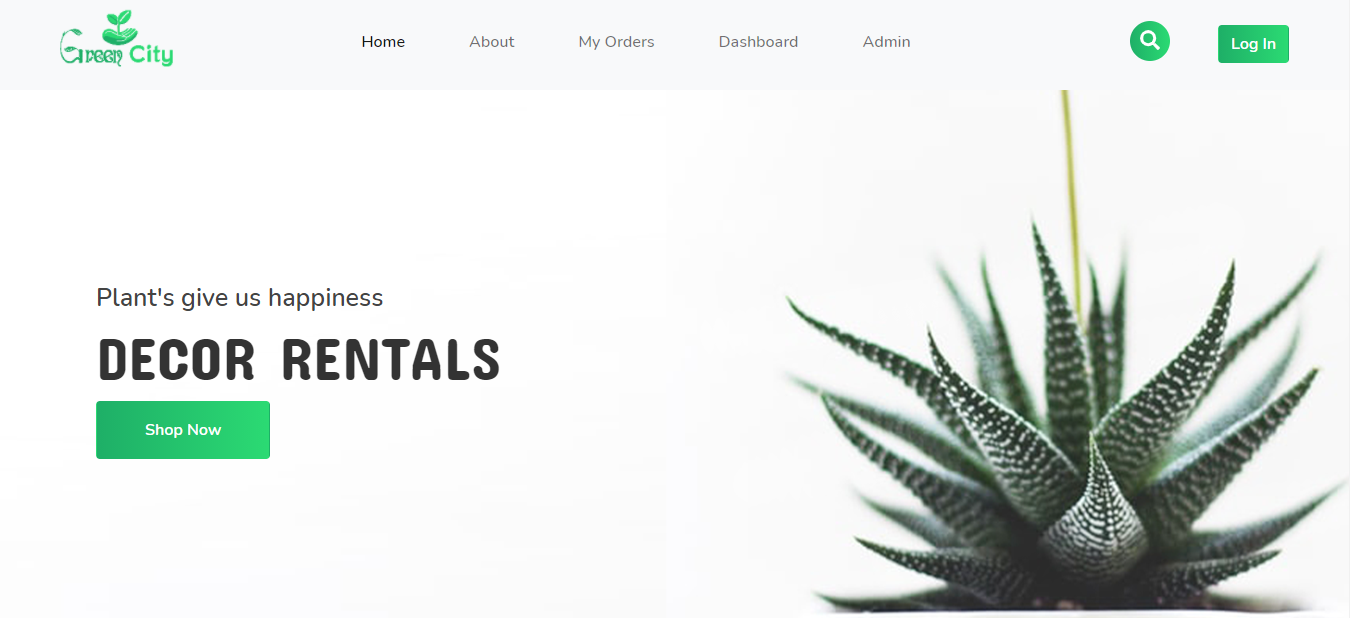 Green City
Home
About
My Orders
Dashboard
Admin
Log In
Plant's give us happiness
DECOR RENTALS
Shop Now